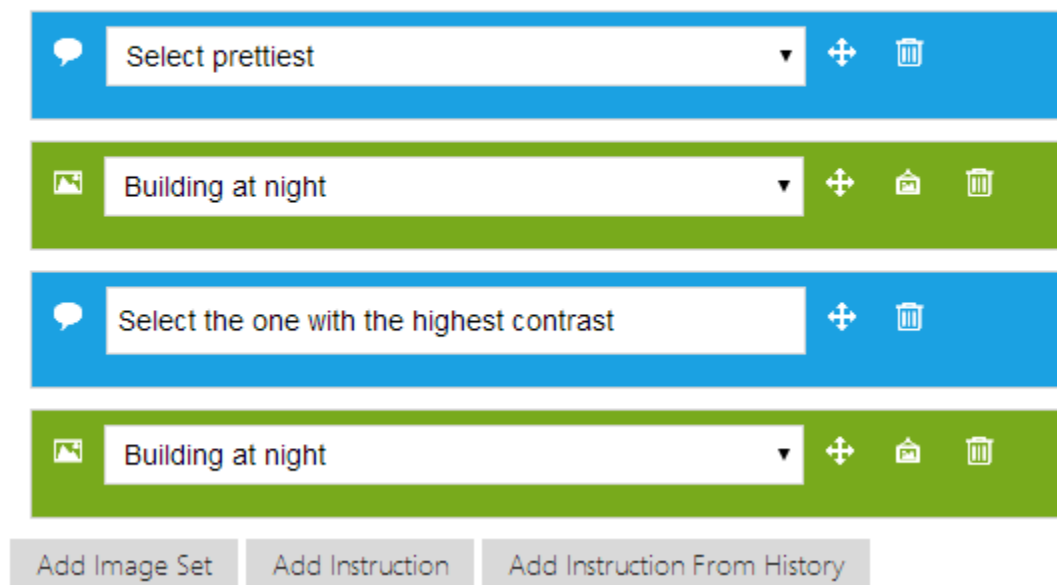 Select prettiest
Building at night
Select the one with the highest contrast
Building at night
Add Image Set Add Instruction Add Instruction From History